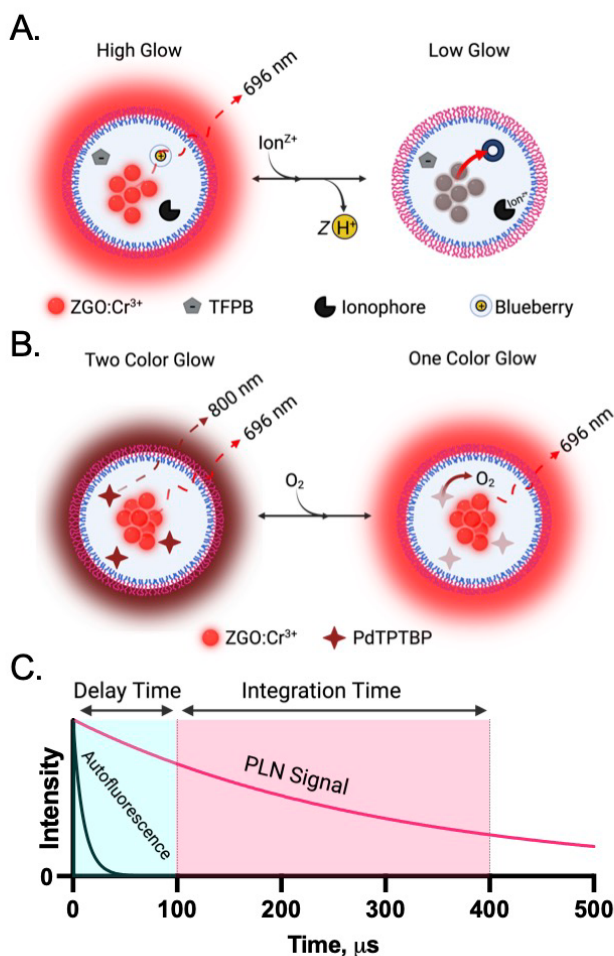 A.
High Glow
Low Glow
696 nm
Ion^Z+
Z H+
Ion^Z+
ZGO:Cr³⁺ TFPB Ionophore Blueberry
B.
Two Color Glow
One Color Glow
800 nm
696 nm
696 nm
O₂
O₂
ZGO:Cr³⁺ PdTPTBP
C.
Delay Time Integration Time
Intensity
Autofluorescence
PLN Signal
0
0 100 200 300 400 500
Time, μs